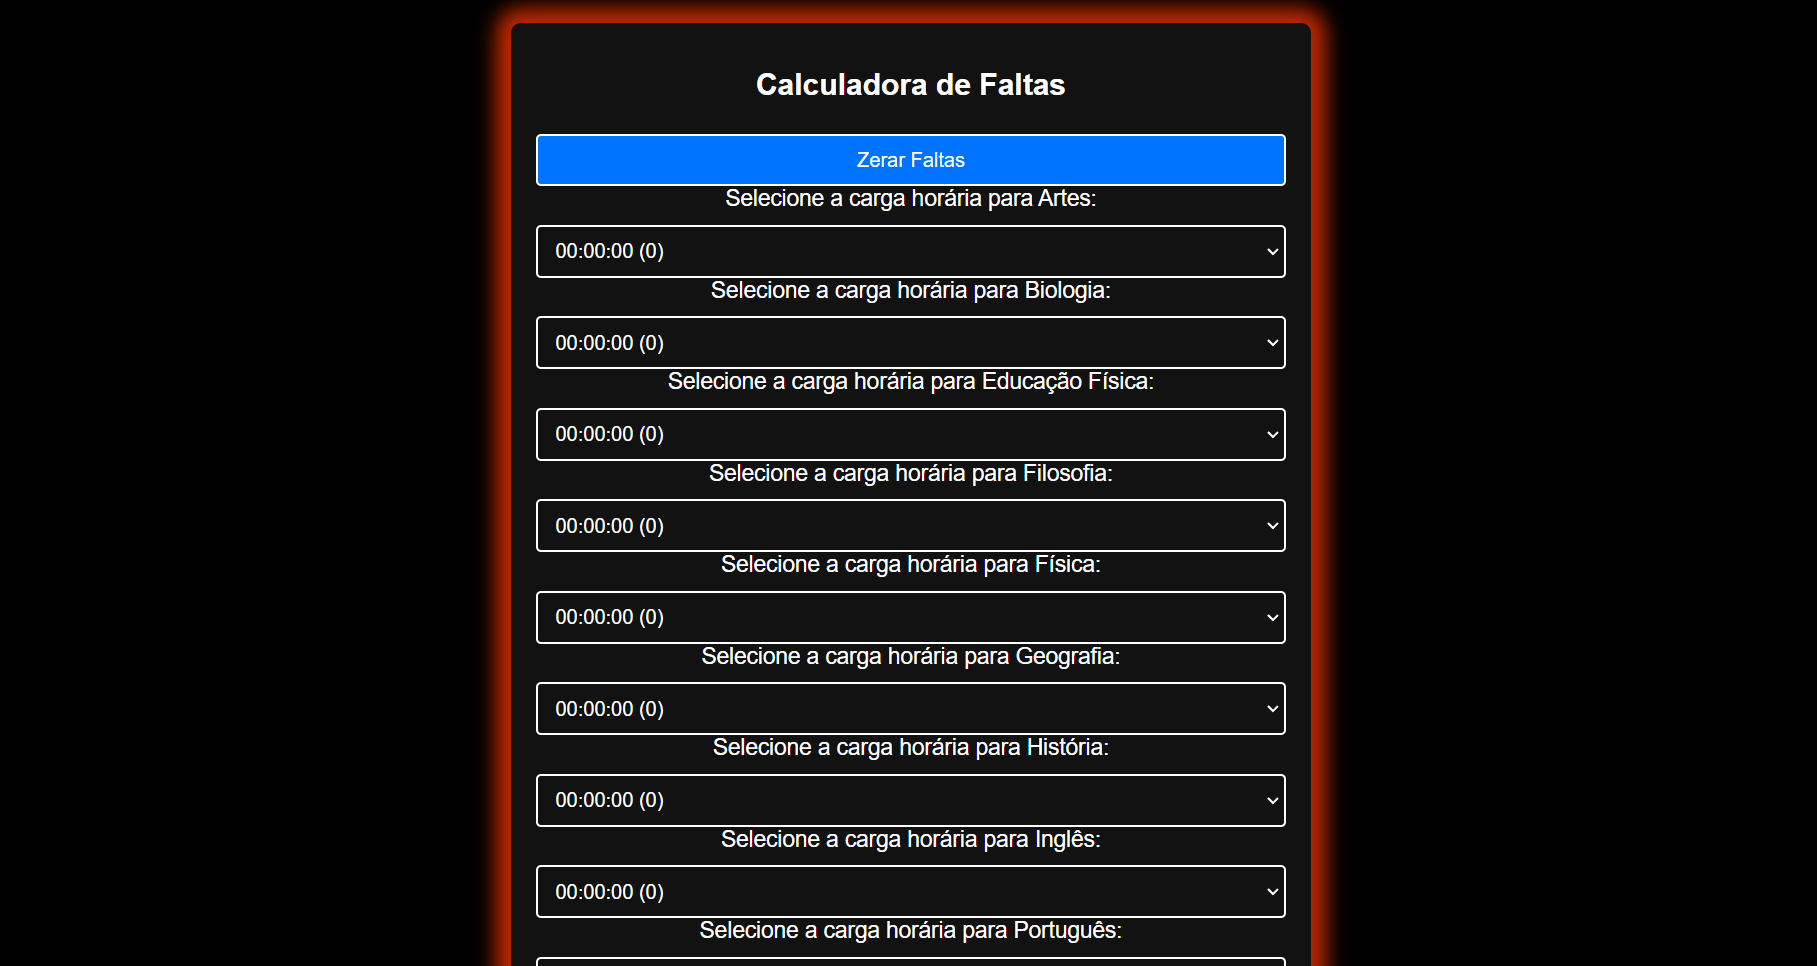 Calculadora de Faltas
Zerar Faltas
Selecione a carga horária para Artes:
00:00:00 (0)
Selecione a carga horária para Biologia:
00:00:00 (0)
Selecione a carga horária para Educação Física:
00:00:00 (0)
Selecione a carga horária para Filosofia:
00:00:00 (0)
Selecione a carga horária para Física:
00:00:00 (0)
Selecione a carga horária para Geografia:
00:00:00 (0)
Selecione a carga horária para História:
00:00:00 (0)
Selecione a carga horária para Inglês:
00:00:00 (0)
Selecione a carga horária para Português: